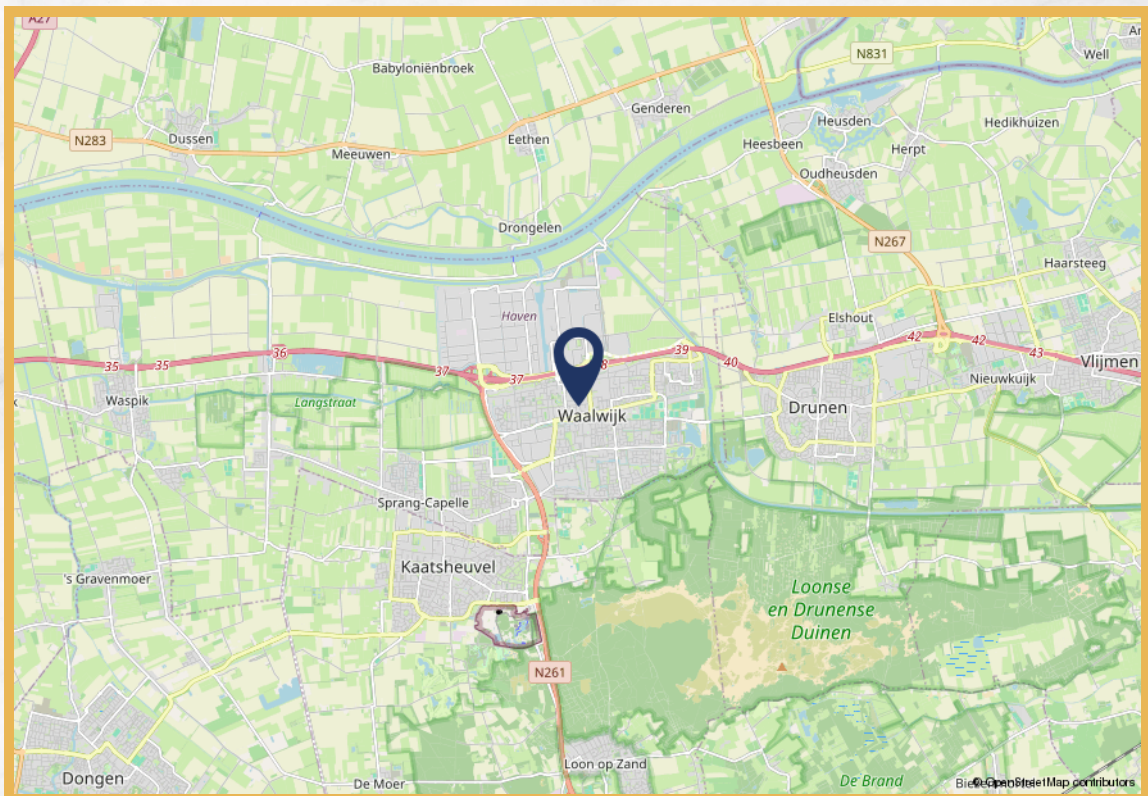 A27
N831
Well
Babyloniënbroek
Genderen
Heusden
Hedikhuizen
N283
Dussen
Eethen
Heesbeen
Herpt
Meeuwen
Oudheusden
Drongelen
N267
Haarsteeg
Haven
Elshout
35
35
36
37
37
39
40
42
42
43
Vlijmen
Nieuwkuijk
Waspik
Langstraat
Waalwijk
Drunen
Sprang-Capelle
Kaatsheuvel
's Gravenmoer
Loonse
en Drunense
Duinen
N261
Loon op Zand
Dongen
De Moer
De Brand
© OpenStreetMap contributors